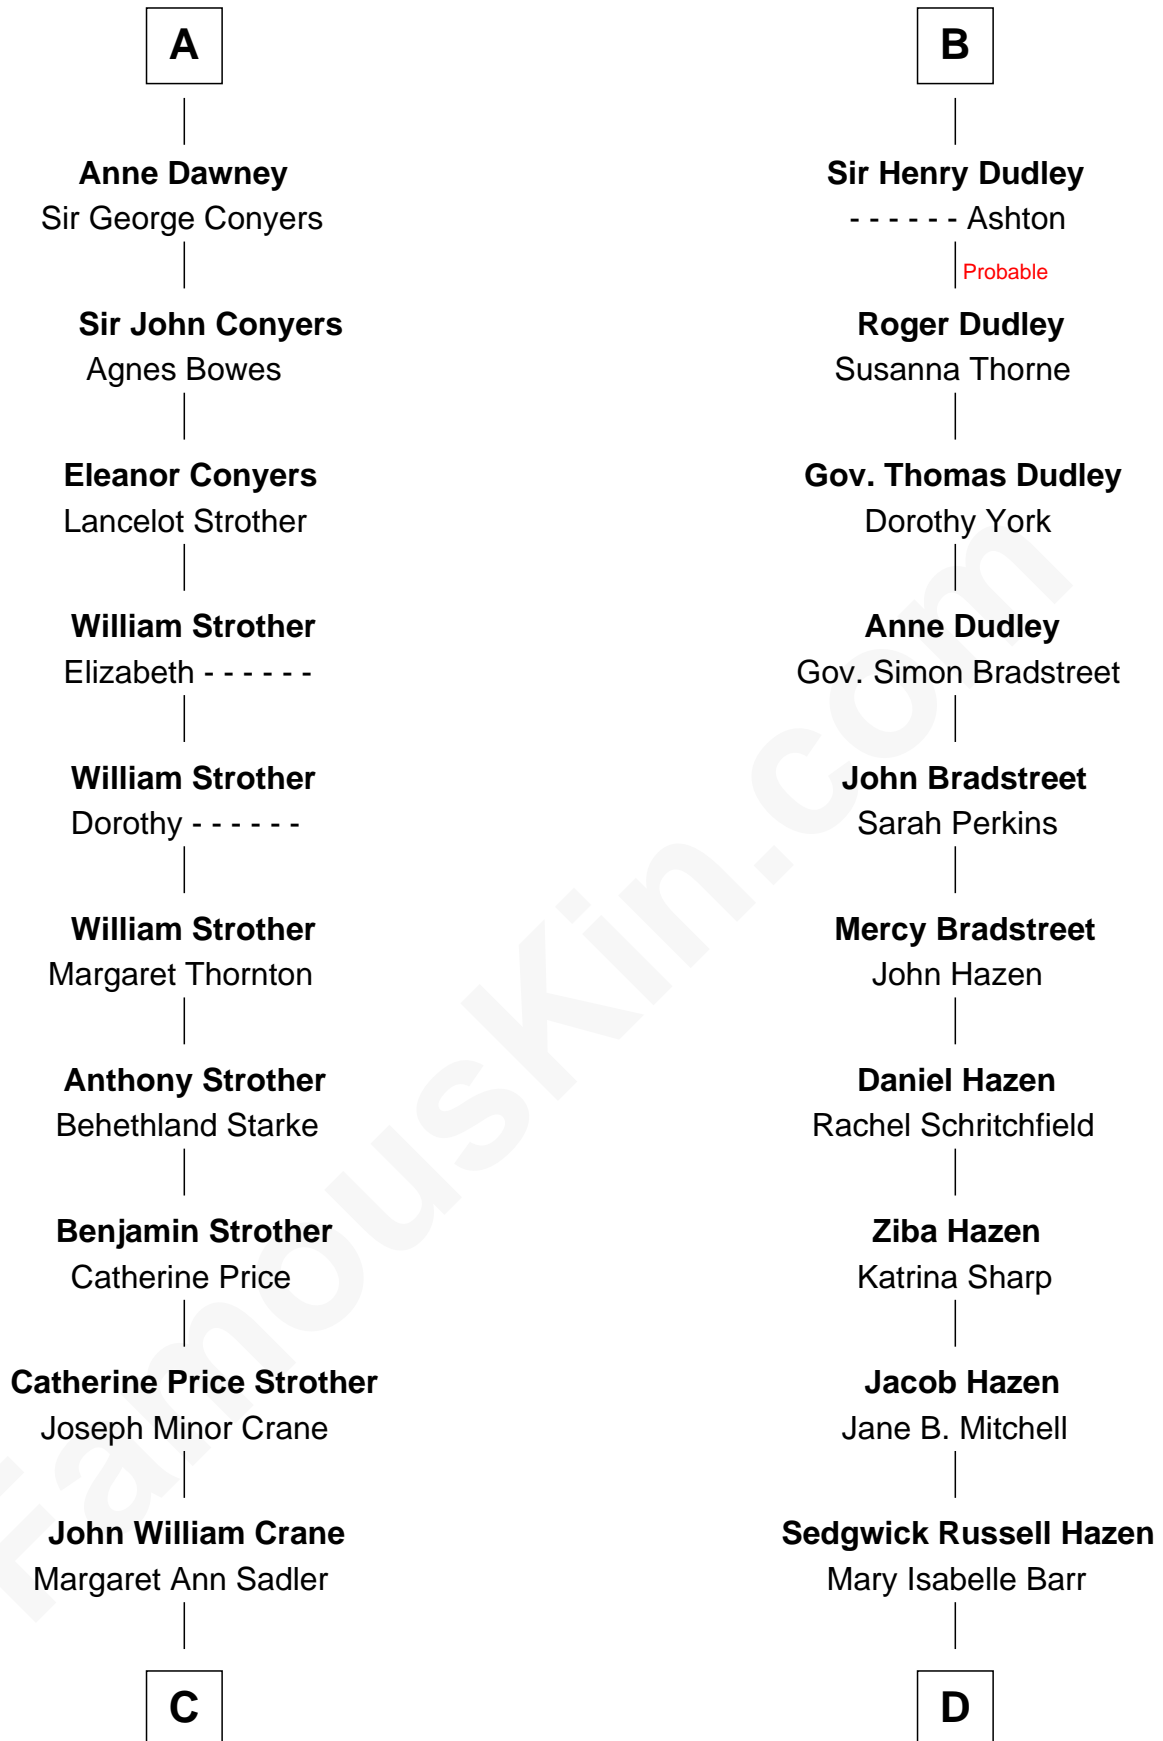 A
Anne Dawney
Sir George Conyers
Sir John Conyers
Agnes Bowes
Eleanor Conyers
Lancelot Strother
William Strother
Elizabeth - - - - - -
William Strother
Dorothy - - - - - -
William Strother
Margaret Thornton
Anthony Strother
Behethland Starke
Benjamin Strother
Catherine Price
Catherine Price Strother
Joseph Minor Crane
John William Crane
Margaret Ann Sadler
C
B
Sir Henry Dudley
- - - - - - Ashton
Probable
Roger Dudley
Susanna Thorne
Gov. Thomas Dudley
Dorothy York
Anne Dudley
Gov. Simon Bradstreet
John Bradstreet
Sarah Perkins
Mercy Bradstreet
John Hazen
Daniel Hazen
Rachel Schritchfield
Ziba Hazen
Katrina Sharp
Jacob Hazen
Jane B. Mitchell
Sedgwick Russell Hazen
Mary Isabelle Barr
D
FamousKin.com